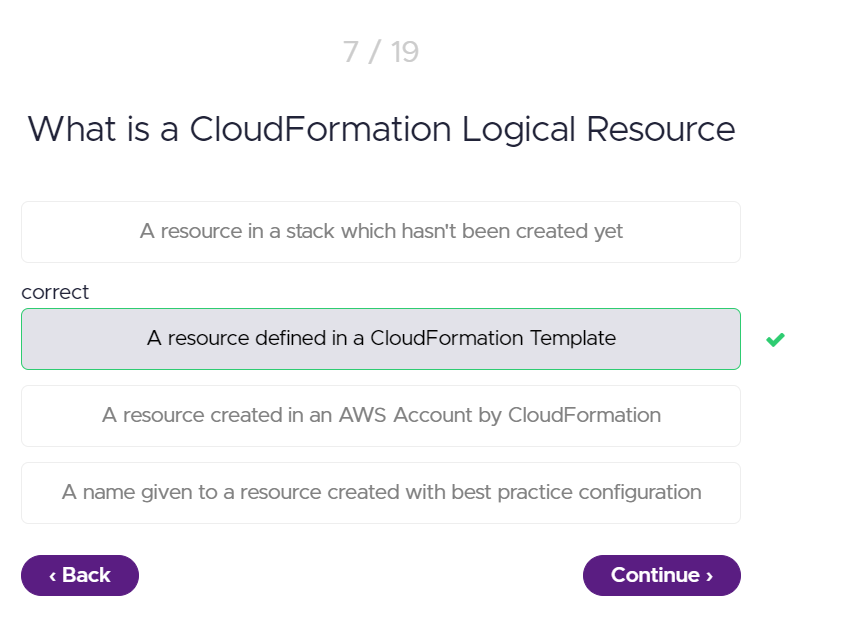 7 / 19
What is a CloudFormation Logical Resource
A resource in a stack which hasn't been created yet
correct
A resource defined in a CloudFormation Template
A resource created in an AWS Account by CloudFormation
A name given to a resource created with best practice configuration
‹ Back
Continue ›